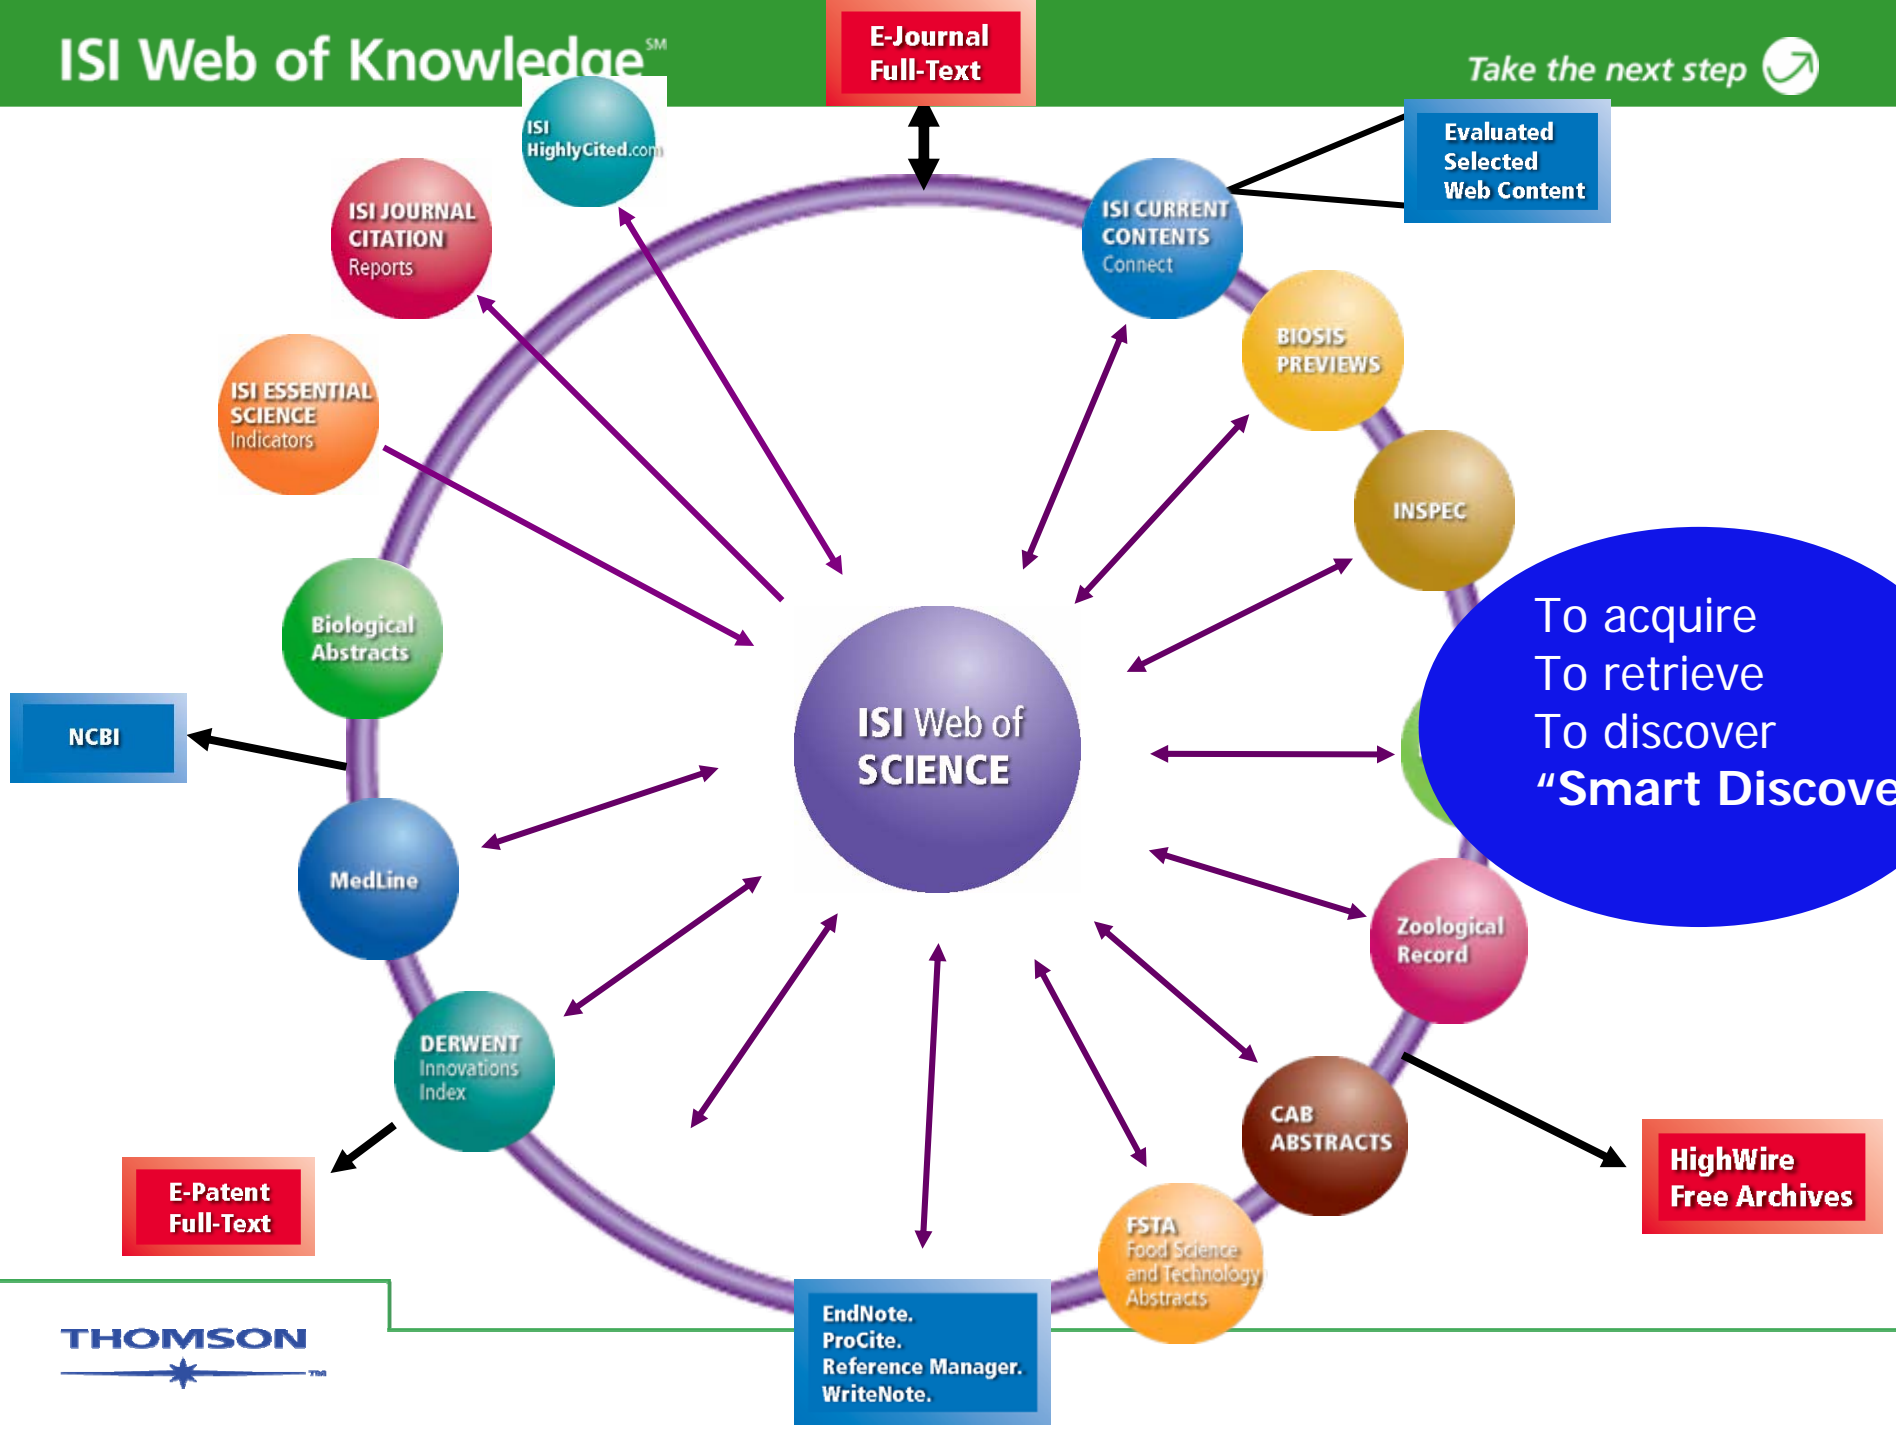 ISI Web of Knowledge℠
Take the next step
E-Journal
Full-Text
ISI
HighlyCited.com
Evaluated
Selected
Web Content
ISI JOURNAL
CITATION
Reports
ISI CURRENT
CONTENTS
Connect
BIOSIS
PREVIEWS
ISI ESSENTIAL
SCIENCE
Indicators
INSPEC
Biological
Abstracts
To acquire
To retrieve
To discover
“Smart Discove
NCBI
ISI Web of
SCIENCE
MedLine
Zoological
Record
DERWENT
Innovations
Index
CAB
ABSTRACTS
E-Patent
Full-Text
HighWire
Free Archives
FSTA
Food Science
and Technology
Abstracts
EndNote.
ProCite.
Reference Manager.
WriteNote.
THOMSON
™